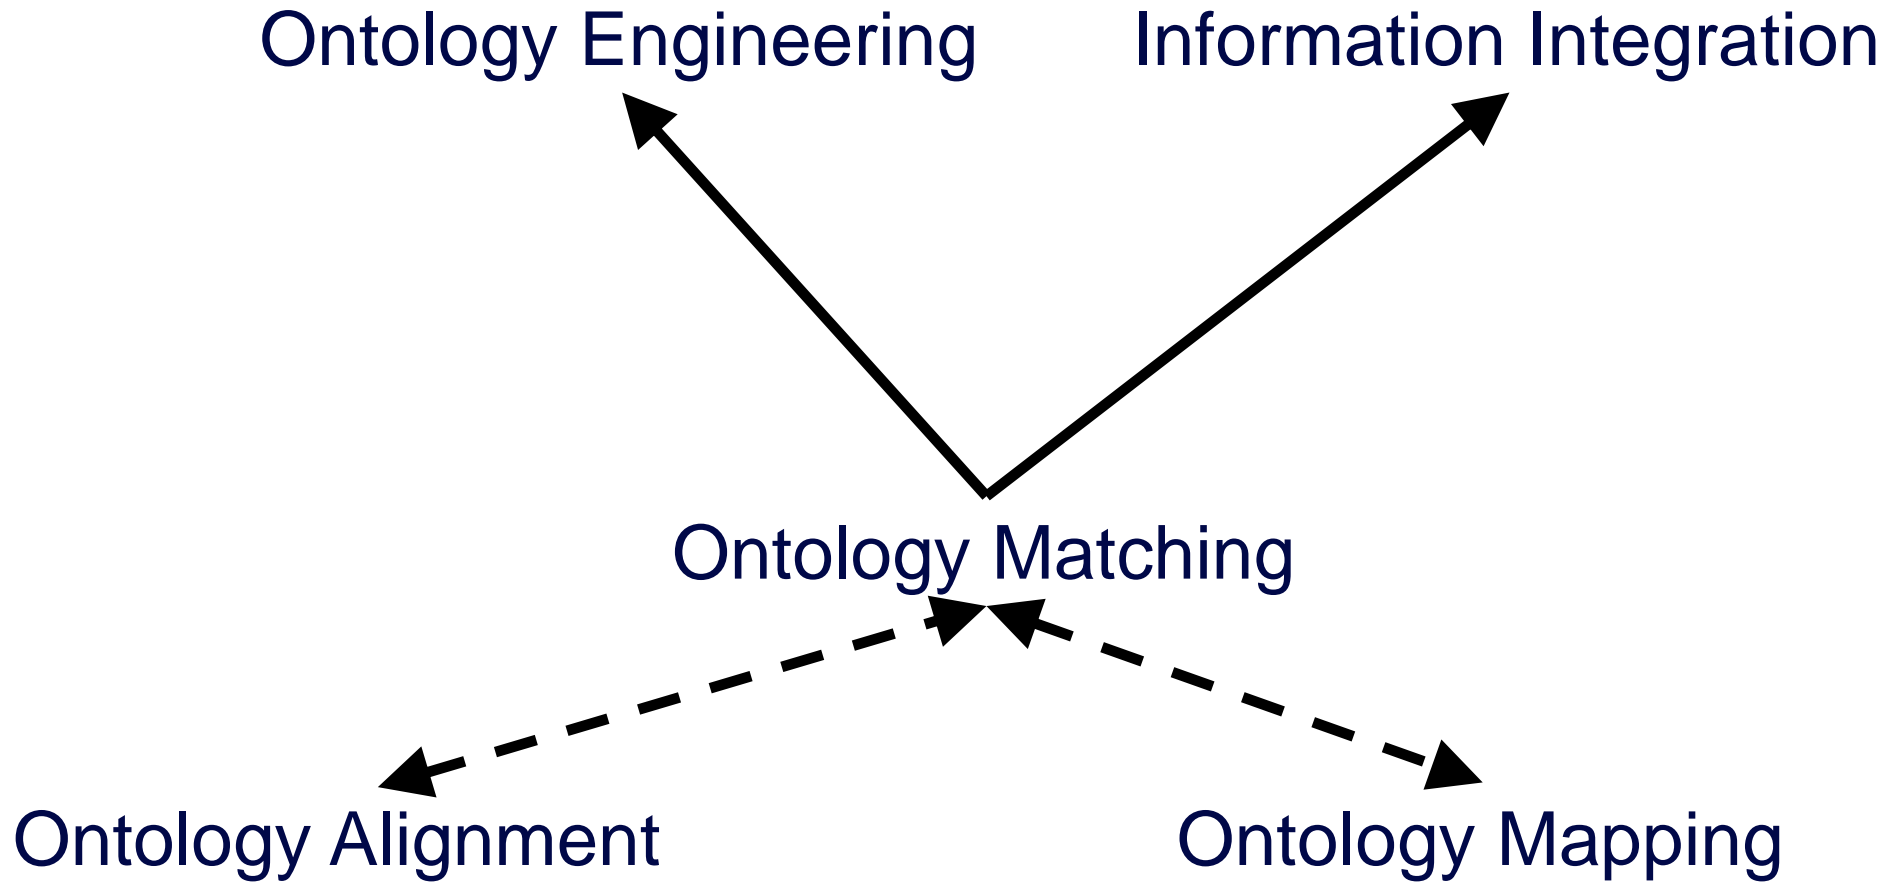 Ontology Engineering
Information Integration
Ontology Matching
Ontology Alignment
Ontology Mapping